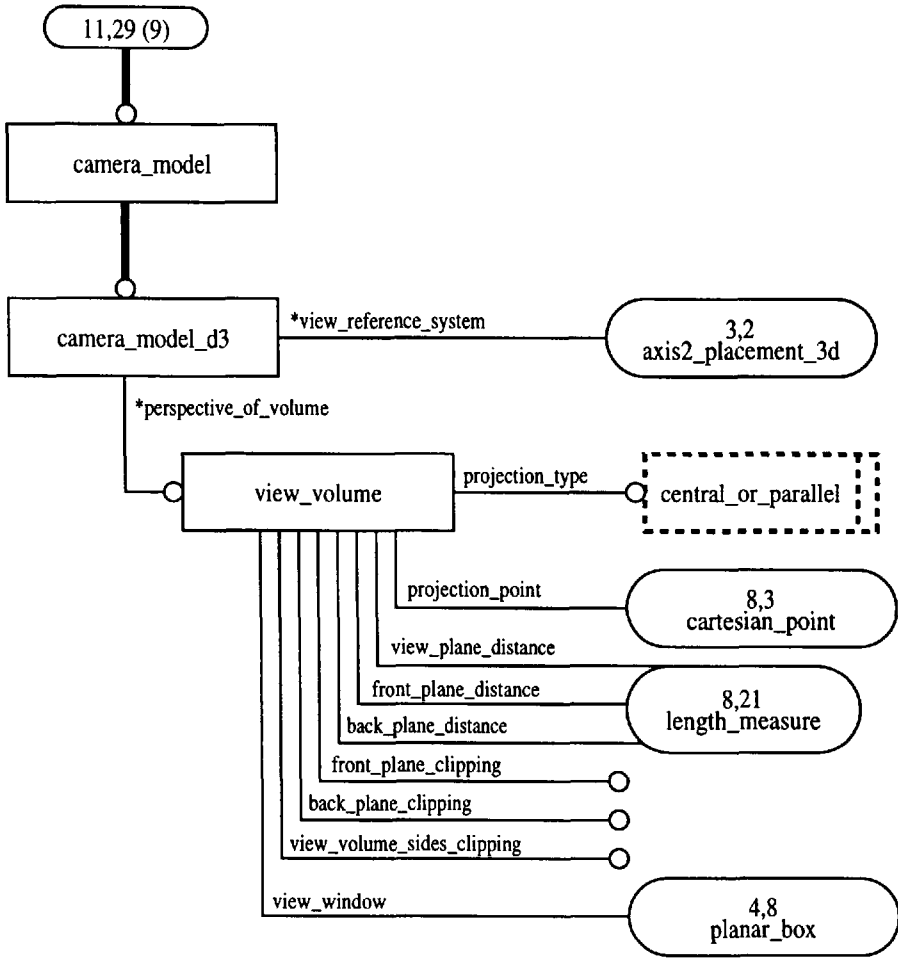 11,29 (9)
camera_model
camera_model_d3
*view_reference_system
3,2
axis2_placement_3d
*perspective_of_volume
view_volume
projection_type
central_or_parallel
projection_point
8,3
cartesian_point
view_plane_distance
front_plane_distance
8,21
length_measure
back_plane_distance
front_plane_clipping
back_plane_clipping
view_volume_sides_clipping
view_window
4,8
planar_box